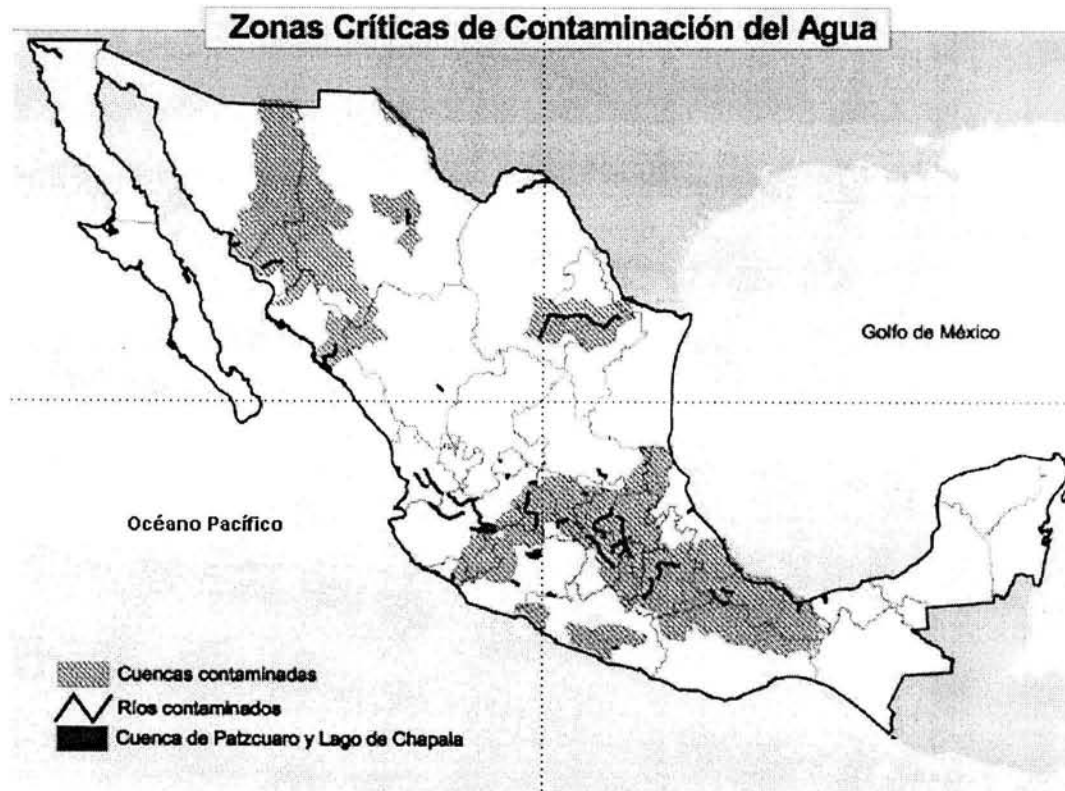 Zonas Críticas de Contaminación del Agua
Golfo de México
Océano Pacífico
Cuencas contaminadas
Ríos contaminados
Cuenca de Patzcuaro y Lago de Chapala